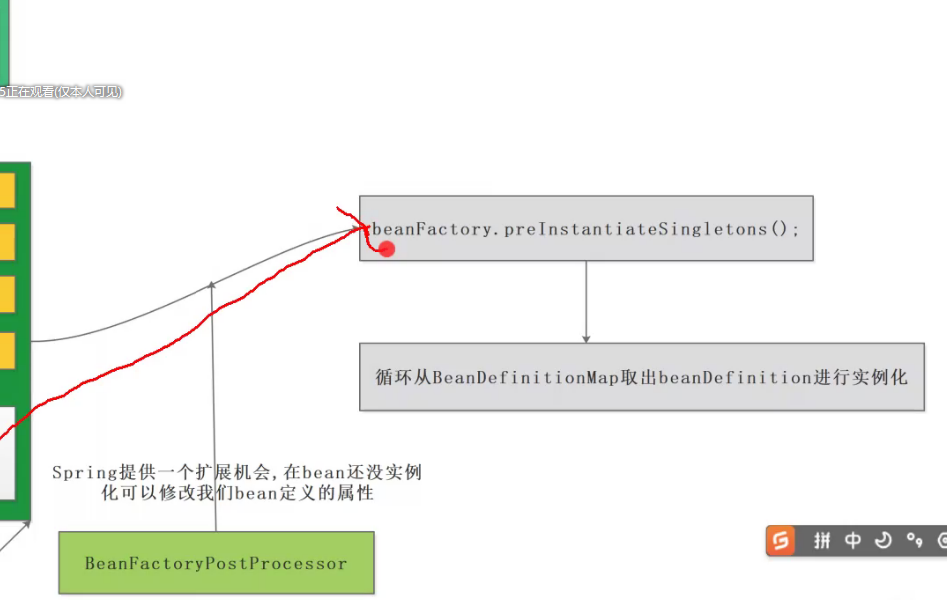 5正在观看(仅本人可见)
beanFactory.preInstantiateSingletons();
循环从BeanDefinitionMap取出beanDefinition进行实例化
Spring提供一个扩展机会,在bean还没实例
化可以修改我们bean定义的属性
BeanFactoryPostProcessor
拼 中